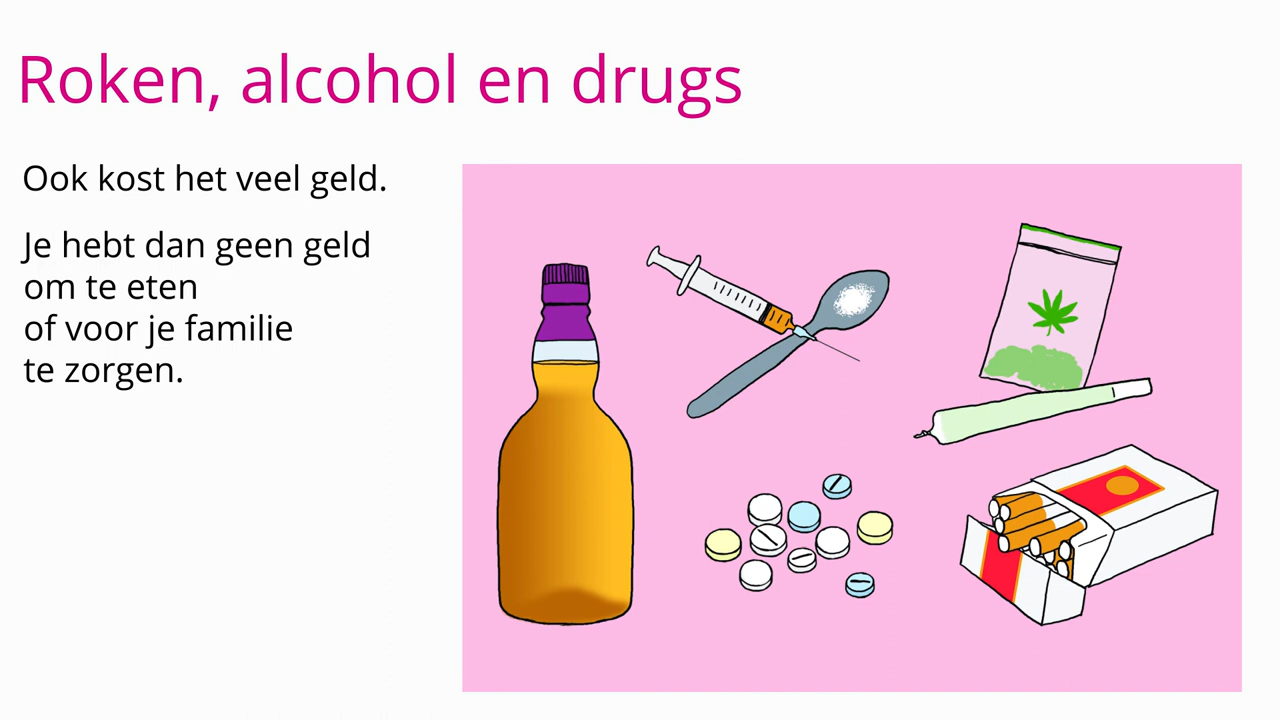 Roken, alcohol en drugs
Ook kost het veel geld.
Je hebt dan geen geld
om te eten
of voor je familie
te zorgen.